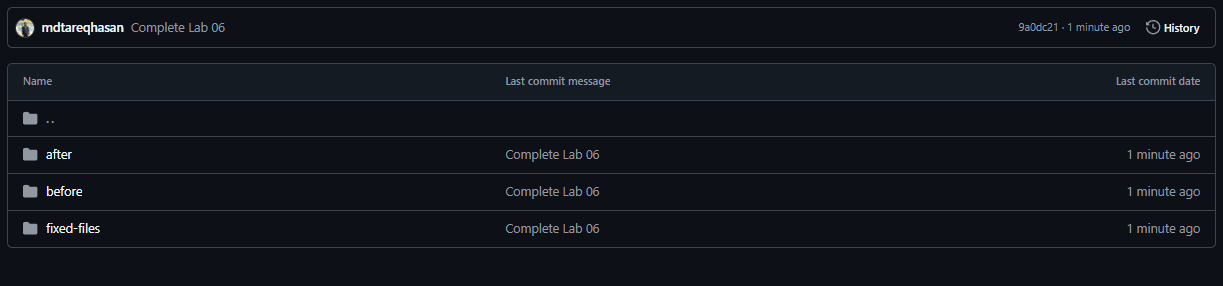 mdtareqhasan Complete Lab 06 9a0dc21 · 1 minute ago History
Name Last commit message Last commit date
..
after Complete Lab 06 1 minute ago
before Complete Lab 06 1 minute ago
fixed-files Complete Lab 06 1 minute ago